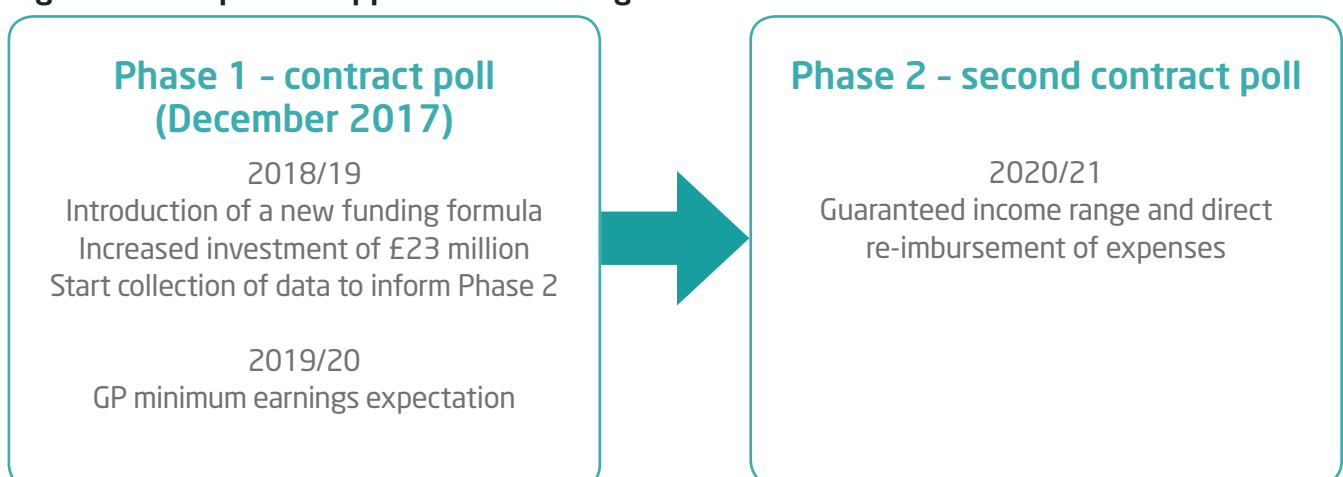 Phase 1 – contract poll
(December 2017)
2018/19
Introduction of a new funding formula
Increased investment of £23 million
Start collection of data to inform Phase 2
2019/20
GP minimum earnings expectation
Phase 2 – second contract poll
2020/21
Guaranteed income range and direct
re-imbursement of expenses